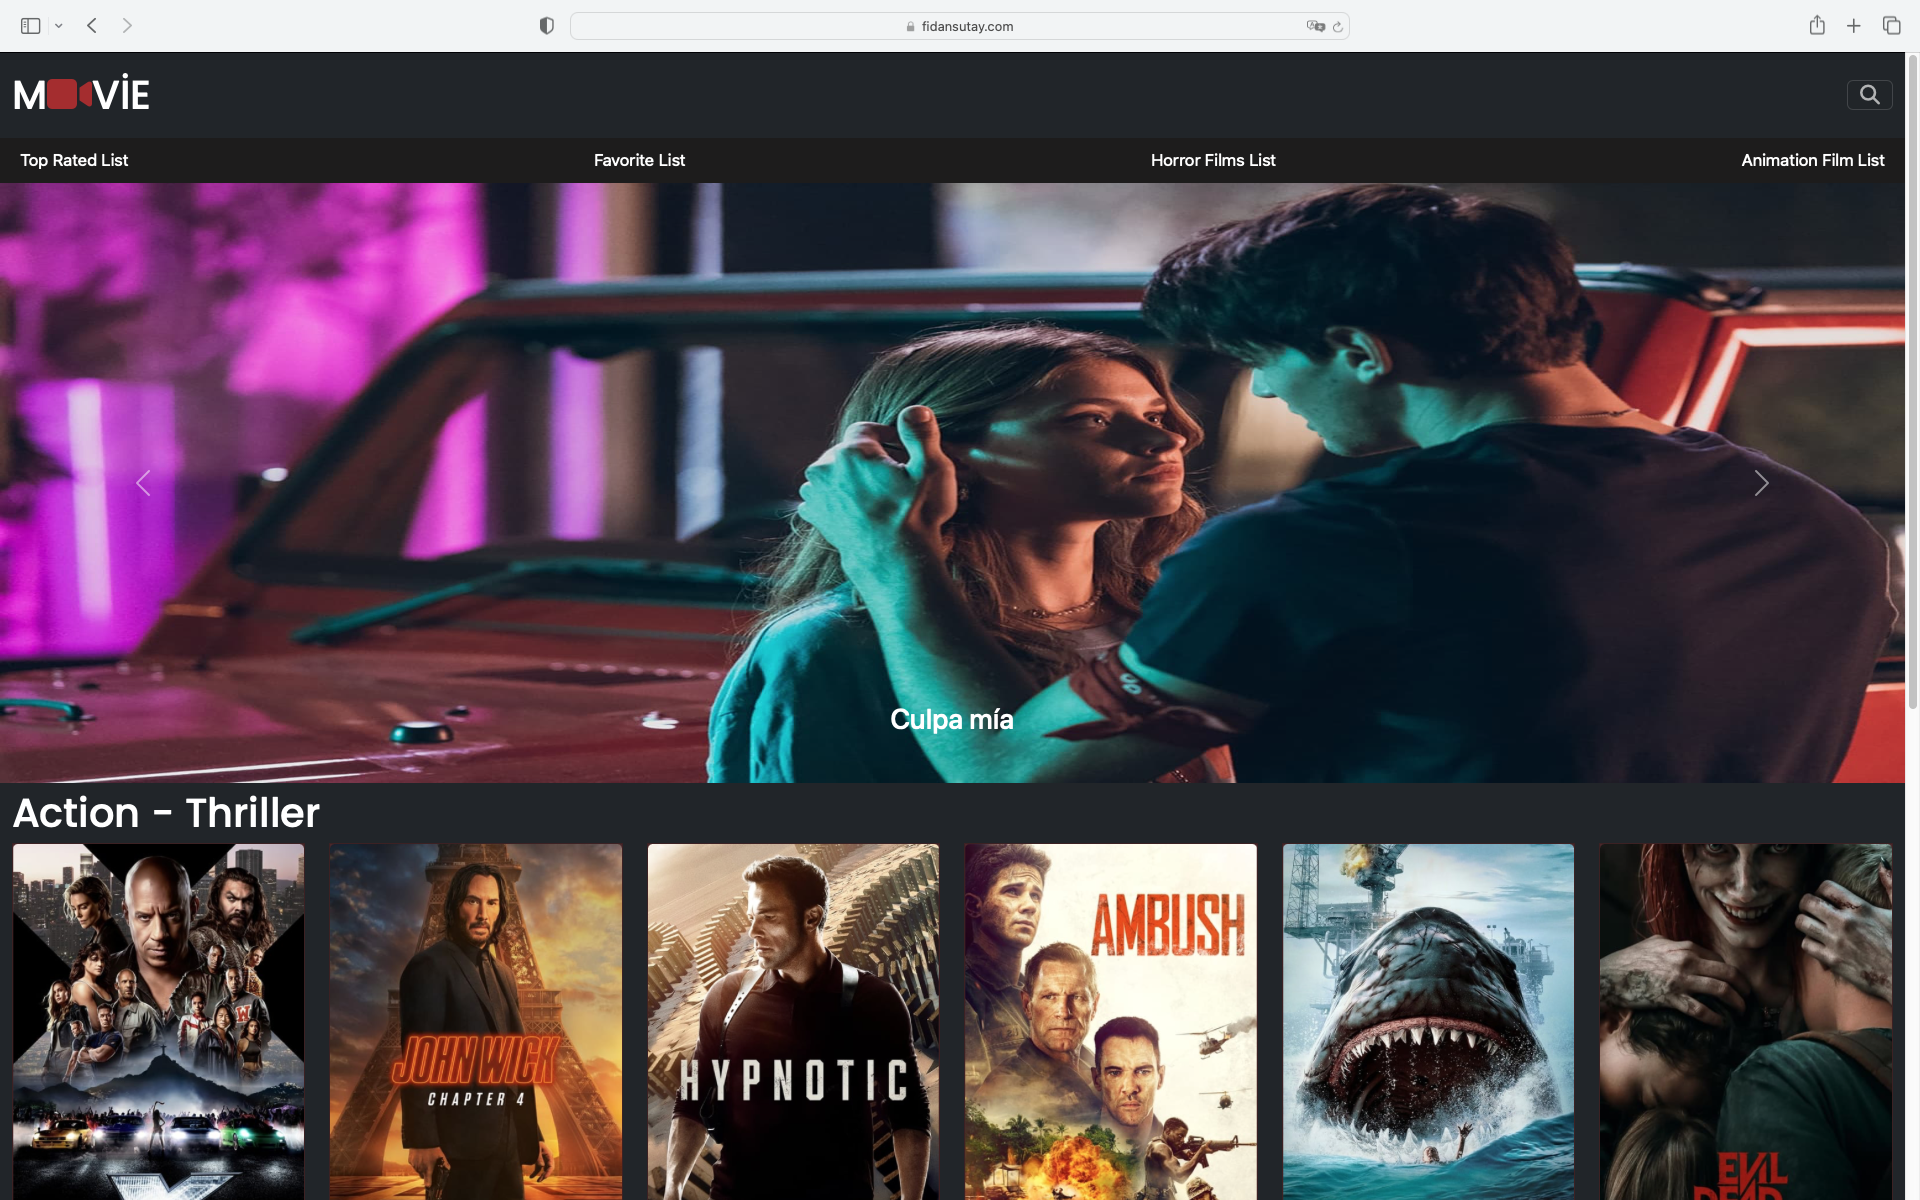 fidansutay.com
MOVİE
Top Rated List
Favorite List
Horror Films List
Animation Film List
Culpa mía
Action - Thriller
JOHN WICK
CHAPTER 4
HYPNOTIC
AMBUSH
EVIL
DEAD